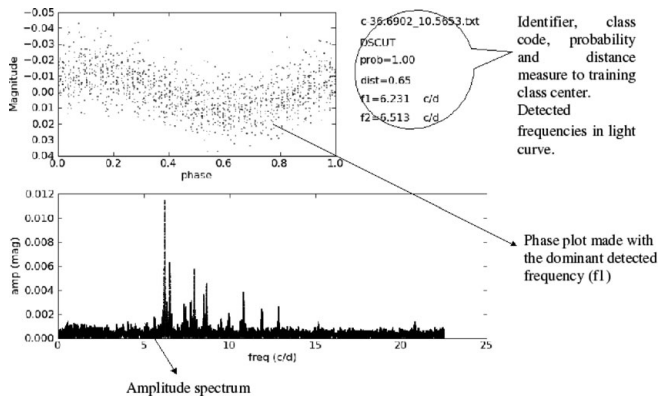 −0.05
−0.04
−0.03
−0.02
−0.01
0.00
0.01
0.02
0.03
0.04
Magnitude
0.0 0.2 0.4 0.6 0.8 1.0
phase
c 36.6902_10.5653.txt
DSCUT
prob=1.00
dist=0.65
f1=6.231 c/d
f2=6.513 c/d
Identifier, class
code, probability
and distance
measure to training
class center.
Detected
frequencies in light
curve.
0.012
0.010
0.008
0.006
0.004
0.002
0.000
amp (mag)
0 5 10 15 20 25
freq (c/d)
Phase plot made with
the dominant detected
frequency (f1)
Amplitude spectrum